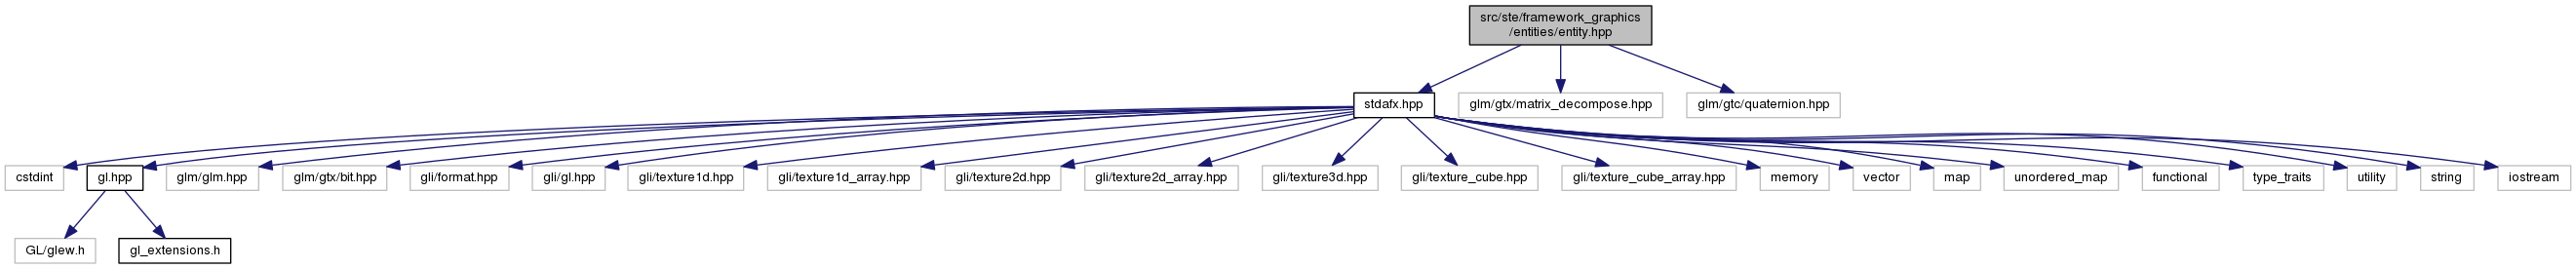 src/ste/framework_graphics
/entities/entity.hpp
stdafx.hpp
glm/gtx/matrix_decompose.hpp
glm/gtc/quaternion.hpp
cstdint
gl.hpp
glm/glm.hpp
glm/gtx/bit.hpp
gli/format.hpp
gli/gl.hpp
gli/texture1d.hpp
gli/texture1d_array.hpp
gli/texture2d.hpp
gli/texture2d_array.hpp
gli/texture3d.hpp
gli/texture_cube.hpp
gli/texture_cube_array.hpp
memory
vector
map
unordered_map
functional
type_traits
utility
string
iostream
GL/glew.h
gl_extensions.h